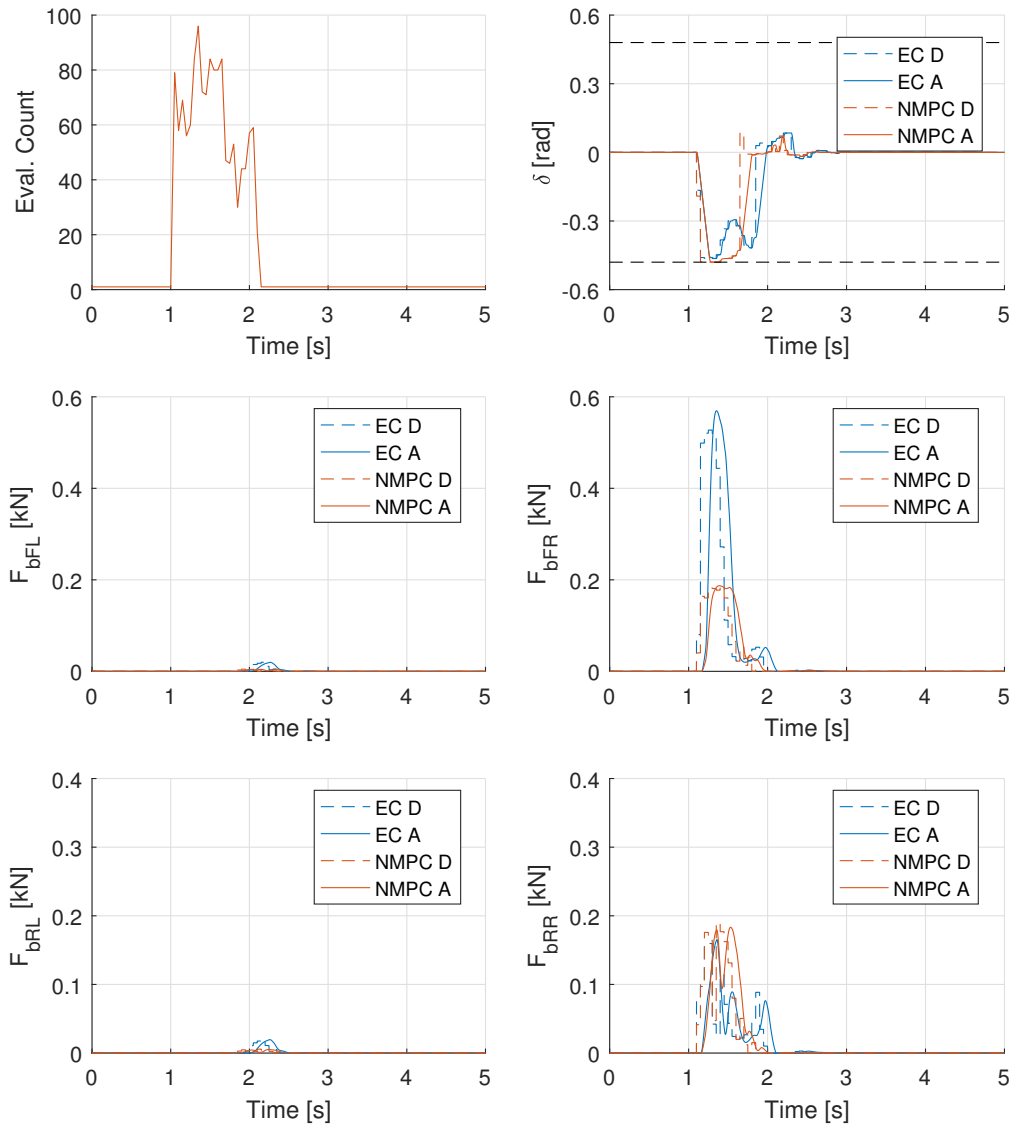 100
80
60
40
20
0
Eval. Count
0 1 2 3 4 5
Time [s]
0.6
0.3
0
-0.3
-0.6
δ [rad]
EC D
EC A
NMPC D
NMPC A
0 1 2 3 4 5
Time [s]
0.6
0.4
0.2
0
F_bFL [kN]
EC D
EC A
NMPC D
NMPC A
0 1 2 3 4 5
Time [s]
0.6
0.4
0.2
0
F_bFR [kN]
EC D
EC A
NMPC D
NMPC A
0 1 2 3 4 5
Time [s]
0.4
0.3
0.2
0.1
0
F_bRL [kN]
EC D
EC A
NMPC D
NMPC A
0 1 2 3 4 5
Time [s]
0.4
0.3
0.2
0.1
0
F_bRR [kN]
EC D
EC A
NMPC D
NMPC A
0 1 2 3 4 5
Time [s]